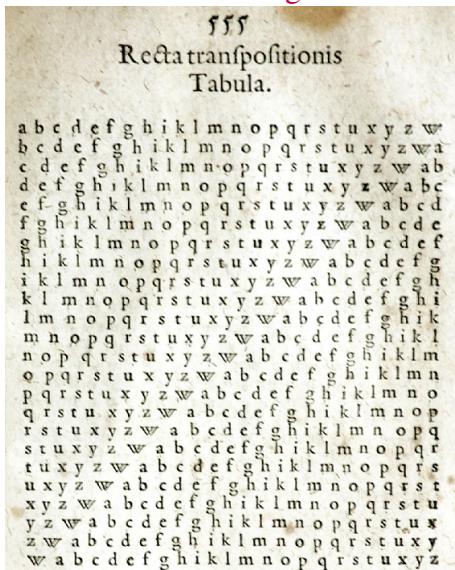 555
Recta tranſpoſitionis
Tabula.
a b c d e f g h i k l m n o p q r s t u x y z w
b c d e f g h i k l m n o p q r s t u x y z w a
c d e f g h i k l m n o p q r s t u x y z w a b
d e f g h i k l m n o p q r s t u x y z w a b c
e f g h i k l m n o p q r s t u x y z w a b c d
f g h i k l m n o p q r s t u x y z w a b c d e
g h i k l m n o p q r s t u x y z w a b c d e f
h i k l m n o p q r s t u x y z w a b c d e f g
i k l m n o p q r s t u x y z w a b c d e f g h
k l m n o p q r s t u x y z w a b c d e f g h i
l m n o p q r s t u x y z w a b c d e f g h i k
m n o p q r s t u x y z w a b c d e f g h i k l
n o p q r s t u x y z w a b c d e f g h i k l m
o p q r s t u x y z w a b c d e f g h i k l m n
p q r s t u x y z w a b c d e f g h i k l m n o
q r s t u x y z w a b c d e f g h i k l m n o p
r s t u x y z w a b c d e f g h i k l m n o p q
s t u x y z w a b c d e f g h i k l m n o p q r
t u x y z w a b c d e f g h i k l m n o p q r s
u x y z w a b c d e f g h i k l m n o p q r s t
x y z w a b c d e f g h i k l m n o p q r s t u
y z w a b c d e f g h i k l m n o p q r s t u x
z w a b c d e f g h i k l m n o p q r s t u x y
w a b c d e f g h i k l m n o p q r s t u x y z